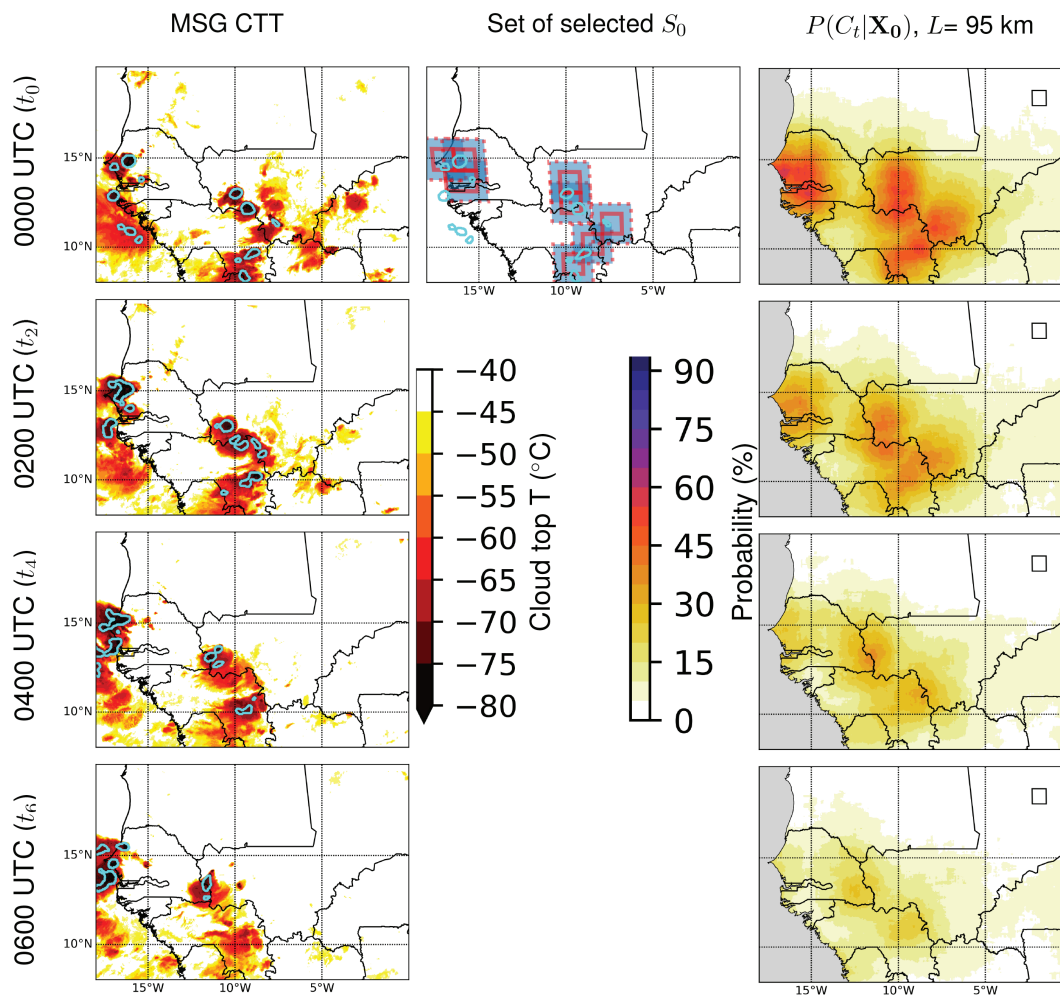 MSG CTT
Set of selected S₀
P(Cₜ|X₀), L= 95 km
0000 UTC (t₀)
15°N
10°N
15°W
10°W
5°W
0200 UTC (t₂)
15°N
10°N
−40
−45
−50
−55
−60
−65
−70
−75
−80
Cloud top T (°C)
90
75
60
45
30
15
0
Probability (%)
0400 UTC (t₄)
15°N
10°N
0600 UTC (t₆)
15°N
10°N
15°W
10°W
5°W
15°W
10°W
5°W